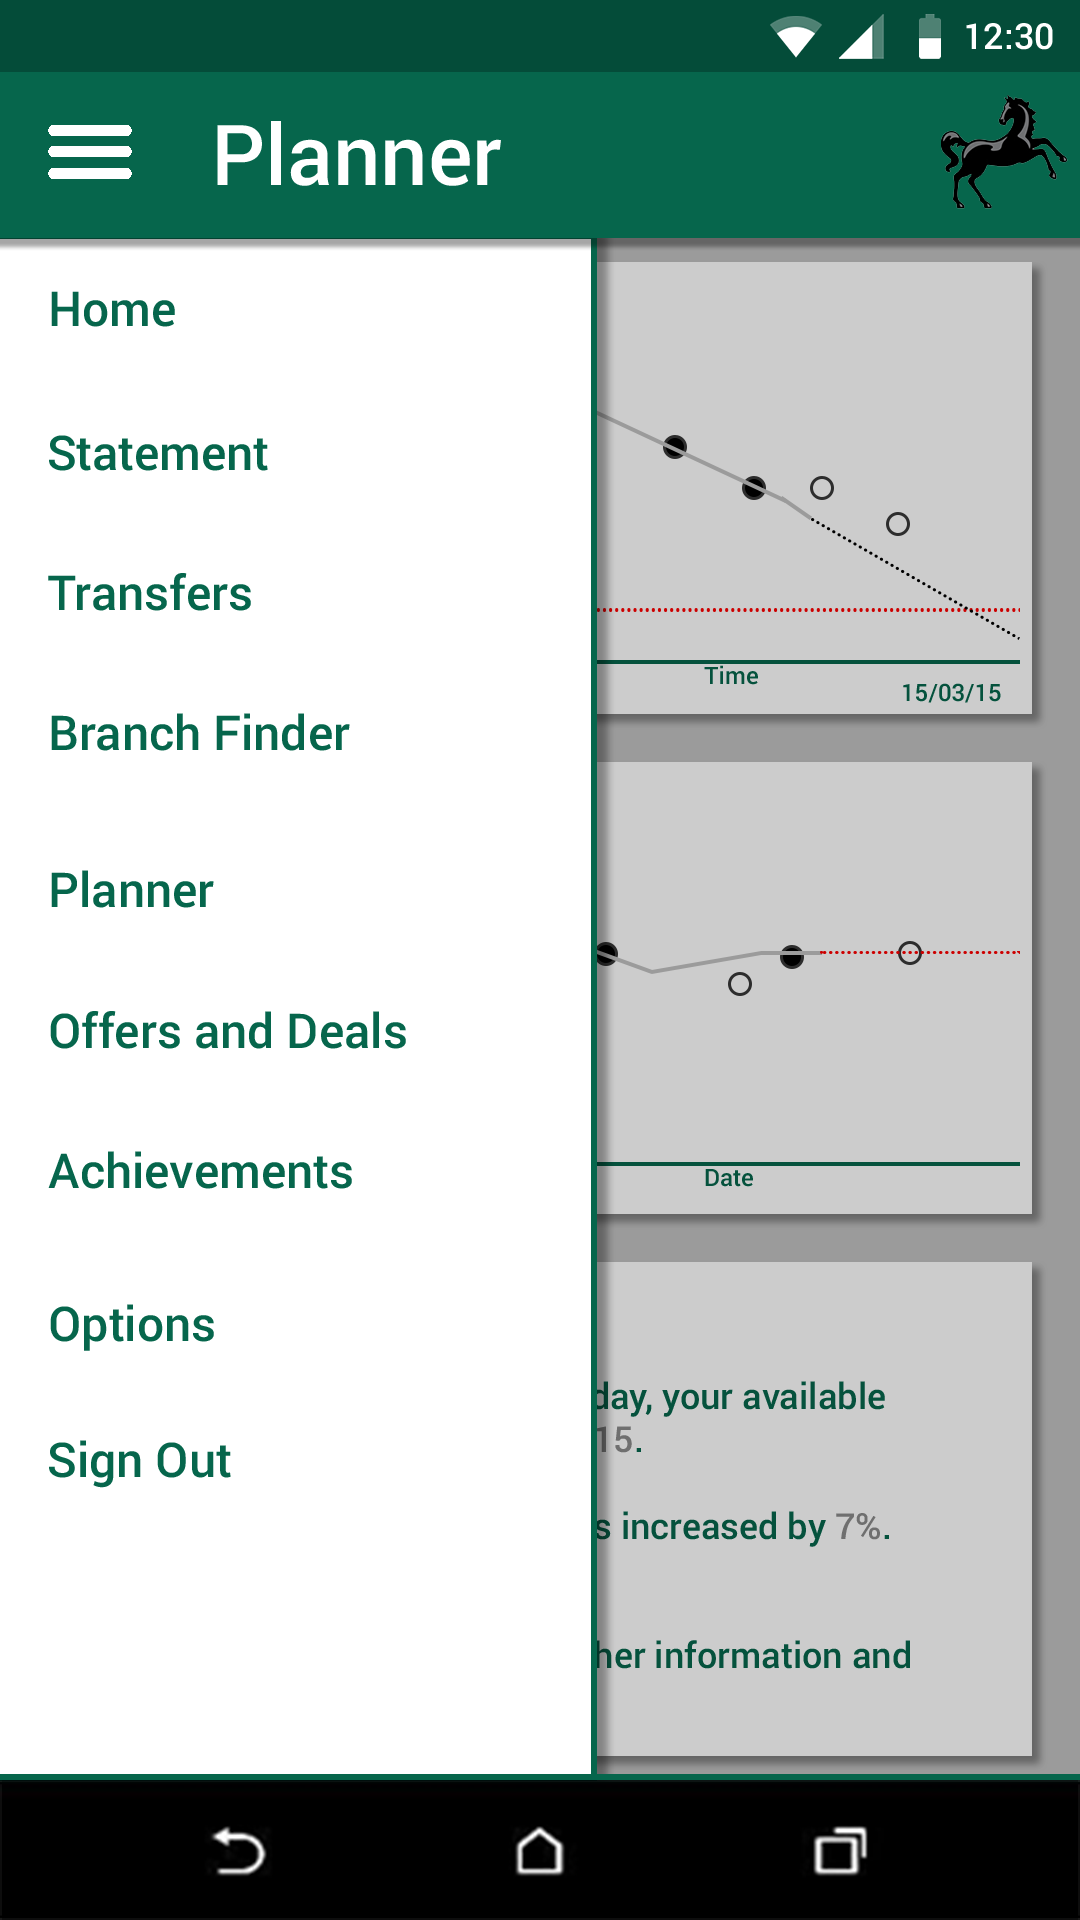 12:30
Planner
Home
Statement
Transfers
Branch Finder
Planner
Offers and Deals
Achievements
Options
Sign Out
Time
15/03/15
Date
day, your available
15.
s increased by 7%.
her information and